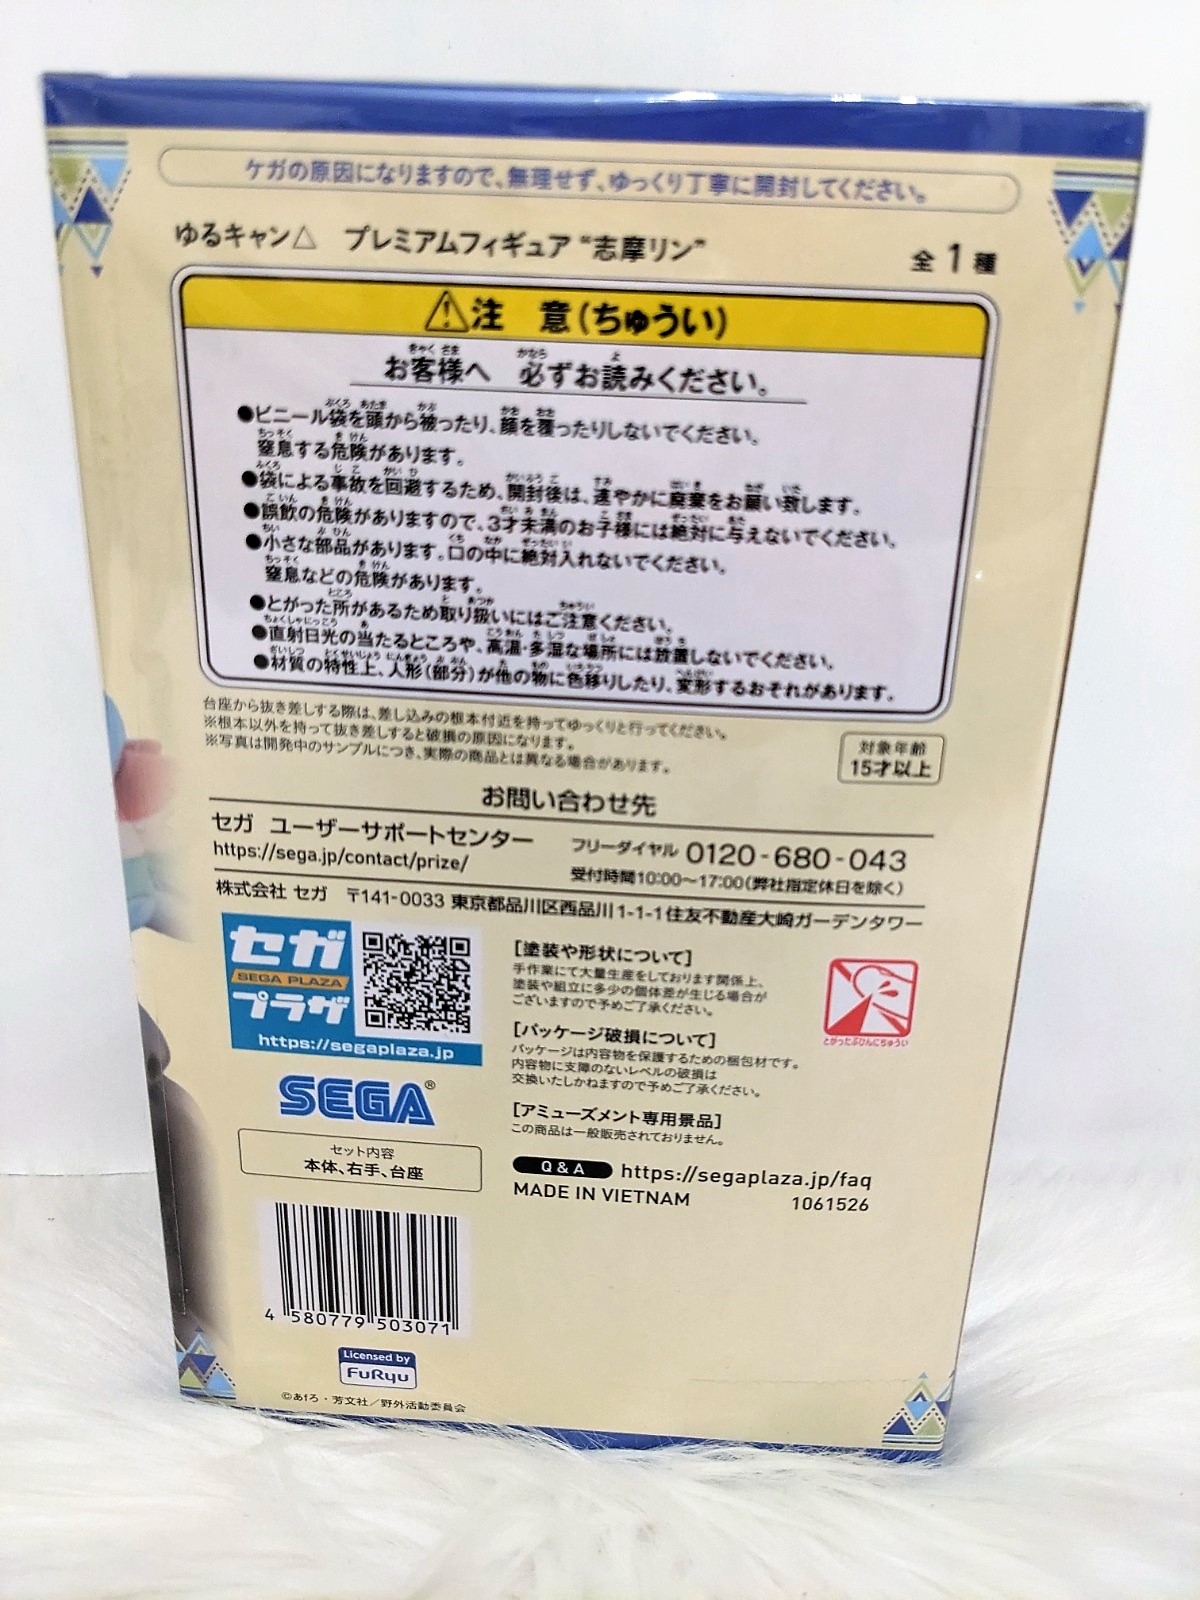 ケガの原因になりますので、無理せず、ゆっくり丁寧に開封してください。
ゆるキャン△ プレミアムフィギュア “志摩リン”
全1種
注 意(ちゅうい)
お客様へ 必ずお読みください。
●ビニール袋を頭から被ったり、顔を覆ったりしないでください。
窒息する危険があります。
●袋による事故を回避するため、開封後は、速やかに廃棄をお願い致します。
●誤飲の危険がありますので、3才未満のお子様には絶対に与えないでください。
●小さな部品があります。口の中に絶対入れないでください。
窒息などの危険があります。
●とがった所があるため取り扱いにはご注意ください。
●直射日光の当たるところや、高温・多湿な場所には放置しないでください。
●材質の特性上、人形(部分)が他の物に色移りしたり、変形するおそれがあります。
台座から抜き差しする際は、差し込みの根本付近を持ってゆっくりと行ってください。
※根本以外を持って抜き差しすると破損の原因になります。
※写真は開発中のサンプルにつき、実際の商品とは異なる場合があります。
対象年齢
15才以上
お問い合わせ先
セガ ユーザーサポートセンター
https://sega.jp/contact/prize/
フリーダイヤル 0120-680-043
受付時間10:00〜17:00(弊社指定休日を除く)
株式会社 セガ 〒141-0033 東京都品川区西品川1-1-1住友不動産大崎ガーデンタワー
セガ
SEGA PLAZA
プラザ
https://segaplaza.jp
SEGA®
セット内容
本体、右手、台座
[塗装や形状について]
手作業にて大量生産をしております関係上、
塗装や組立に多少の個体差が生じる場合が
ございますので予めご了承ください。
[パッケージ破損について]
パッケージは内容物を保護するための梱包材です。
内容物に支障のないレベルの破損は
交換いたしかねますので予めご了承ください。
[アミューズメント専用景品]
この商品は一般販売されておりません。
Q & A https://segaplaza.jp/faq
MADE IN VIETNAM 1061526
とがったぶひんにちゅうい
4 580779 503071
Licensed by
FuRyu
©あfろ・芳文社／野外活動委員会